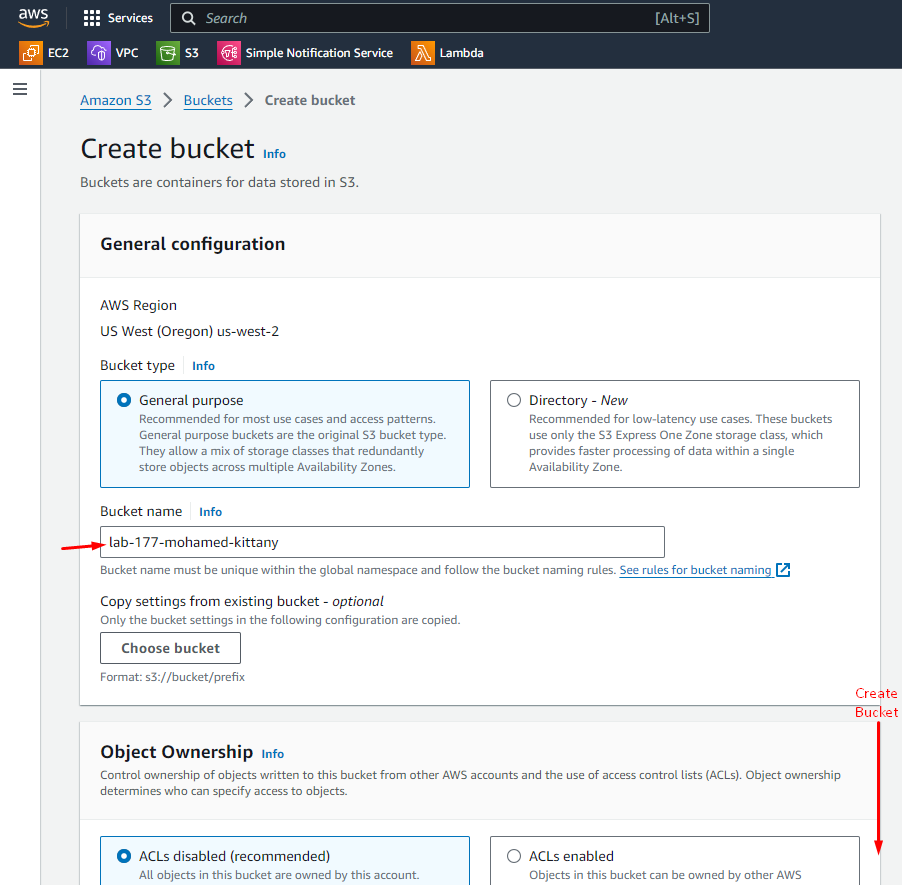 aws
Services
Search
[Alt+S]
EC2
VPC
S3
Simple Notification Service
Lambda
Amazon S3 > Buckets > Create bucket
Create bucket Info
Buckets are containers for data stored in S3.
General configuration
AWS Region
US West (Oregon) us-west-2
Bucket type Info
General purpose
Recommended for most use cases and access patterns.
General purpose buckets are the original S3 bucket type.
They allow a mix of storage classes that redundantly
store objects across multiple Availability Zones.
Directory - New
Recommended for low-latency use cases. These buckets
use only the S3 Express One Zone storage class, which
provides faster processing of data within a single
Availability Zone.
Bucket name Info
lab-177-mohamed-kittany
Bucket name must be unique within the global namespace and follow the bucket naming rules. See rules for bucket naming
Copy settings from existing bucket - optional
Only the bucket settings in the following configuration are copied.
Choose bucket
Format: s3://bucket/prefix
Create
Bucket
Object Ownership Info
Control ownership of objects written to this bucket from other AWS accounts and the use of access control lists (ACLs). Object ownership
determines who can specify access to objects.
ACLs disabled (recommended)
All objects in this bucket are owned by this account.
ACLs enabled
Objects in this bucket can be owned by other AWS